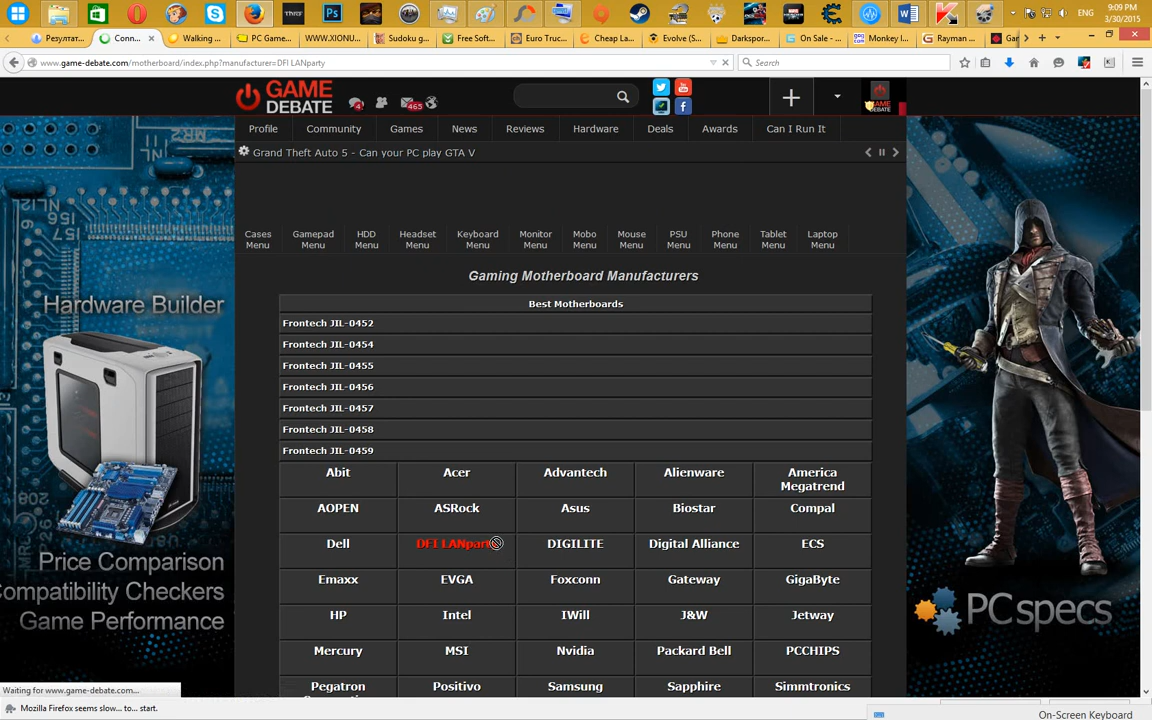 9:09 PM
3/30/2015
ENG
Резултат...
Conn...
Walking ...
PC Game...
WWW.XIONU...
Sudoku g...
Free Soft...
Euro Truc...
Cheap La...
Evolve (S...
Darkspor...
On Sale - ...
Monkey I...
Rayman ...
Gar
www.game-debate.com/motherboard/index.php?manufacturer=DFI LANparty
Search
GAME
DEBATE
4
465
Profile
Community
Games
News
Reviews
Hardware
Deals
Awards
Can I Run It
Grand Theft Auto 5 - Can your PC play GTA V
Cases Menu
Gamepad Menu
HDD Menu
Headset Menu
Keyboard Menu
Monitor Menu
Mobo Menu
Mouse Menu
PSU Menu
Phone Menu
Tablet Menu
Laptop Menu
Gaming Motherboard Manufacturers
Best Motherboards
Frontech JIL-0452
Frontech JIL-0454
Frontech JIL-0455
Frontech JIL-0456
Frontech JIL-0457
Frontech JIL-0458
Frontech JIL-0459
Abit
Acer
Advantech
Alienware
America Megatrend
AOPEN
ASRock
Asus
Biostar
Compal
Dell
DFI LANpart
DIGILITE
Digital Alliance
ECS
Emaxx
EVGA
Foxconn
Gateway
GigaByte
HP
Intel
IWill
J&W
Jetway
Mercury
MSI
Nvidia
Packard Bell
PCCHIPS
Pegatron
Positivo
Samsung
Sapphire
Simmtronics
Hardware Builder
Price Comparison
Compatibility Checkers
Game Performance
PCspecs
Waiting for www.game-debate.com...
Mozilla Firefox seems slow... to... start.
On-Screen Keyboard